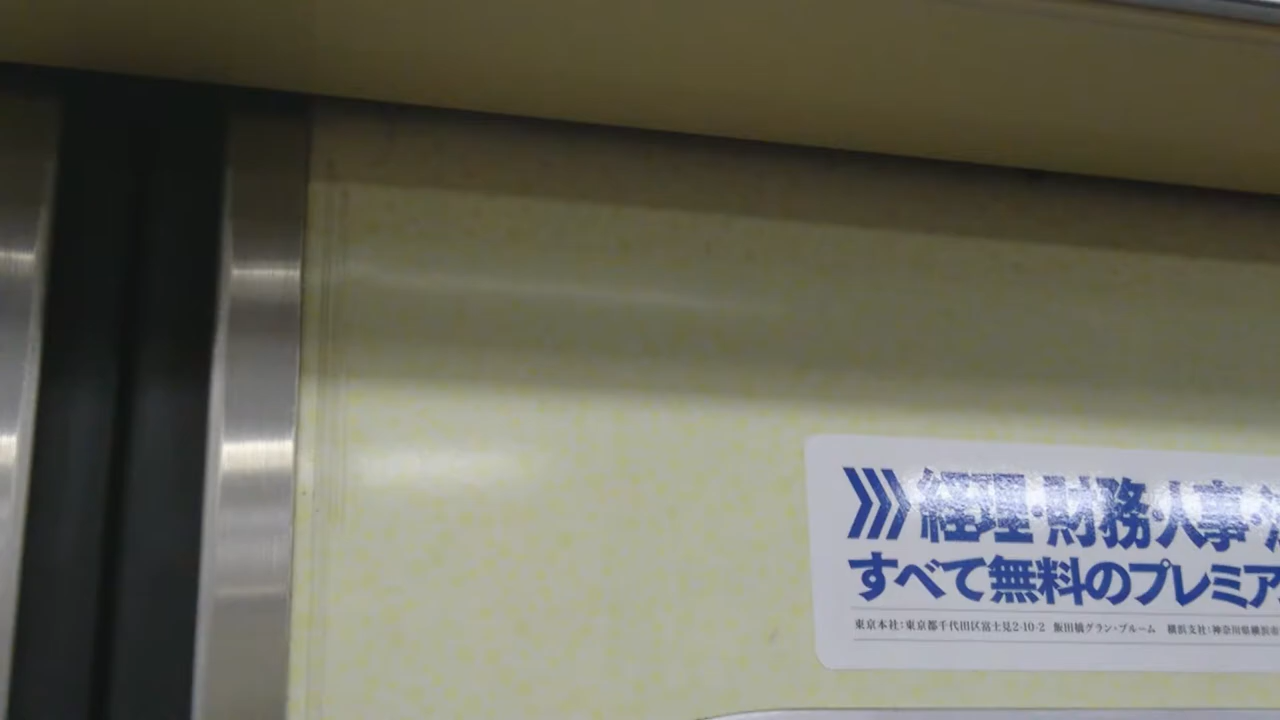 経理・財務・人事・
すべて無料のプレミア
東京本社:東京都千代田区富士見2-10-2 飯田橋グラン・ブルーム 横浜支社:神奈川県横浜市